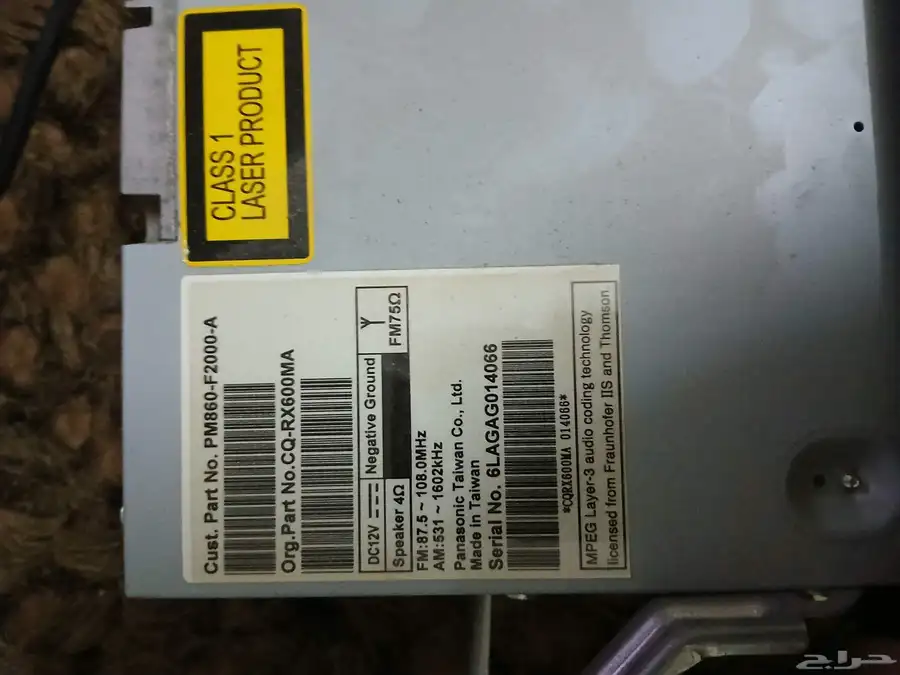 CLASS 1
LASER PRODUCT
Cust. Part No. PM860-F2000-A
Org.Part No.CQ-RX600MA
DC12V Negative Ground
Speaker 4Ω FM75Ω
FM:87.5 ~ 108.0MHz
AM:531 ~ 1602kHz
Panasonic Taiwan Co., Ltd.
Made in Taiwan
Serial No. 6LAGAG014066
*CQRX600MA 014066*
MPEG Layer-3 audio coding technology
licensed from Fraunhofer IIS and Thomson.
حراج